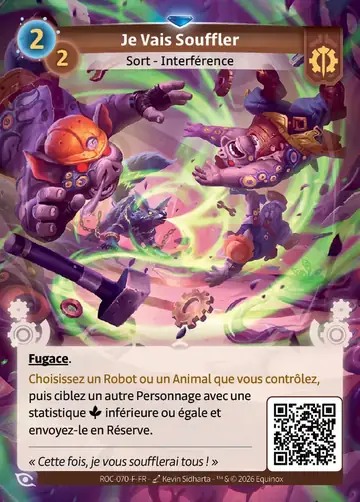 2
2
Je Vais Souffler
Sort - Interférence
Fugace.
Choisissez un Robot ou un Animal que vous contrôlez,
puis ciblez un autre Personnage avec une
statistique inférieure ou égale et
envoyez-le en Réserve.
« Cette fois, je vous soufflerai tous ! »
ROC-070-F-FR - Kevin Sidharta - ™ & © 2026 Equinox